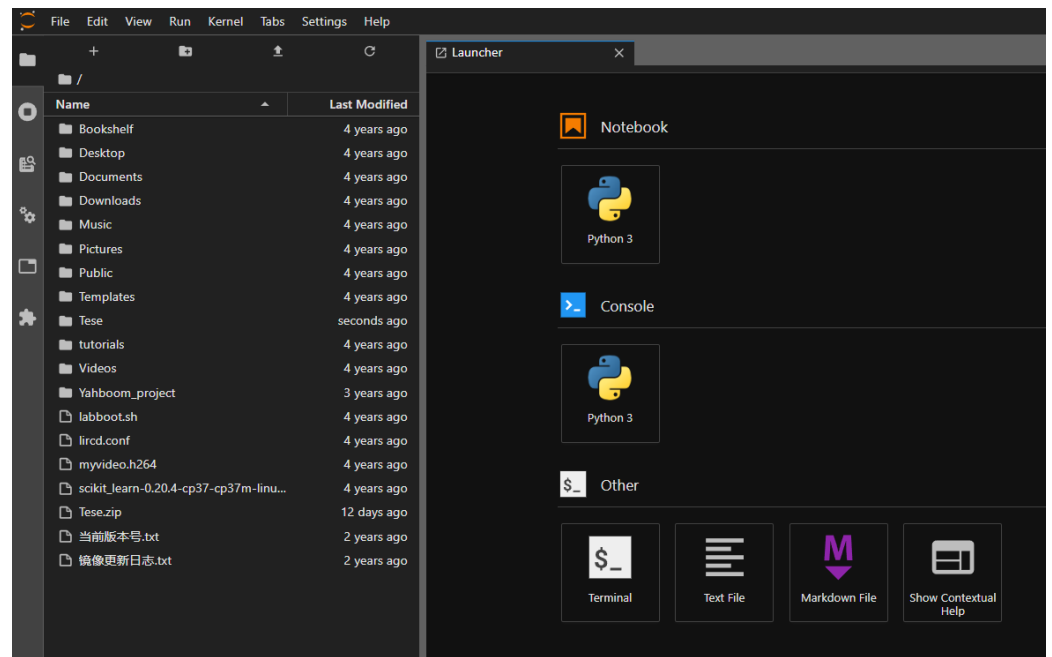 File Edit View Run Kernel Tabs Settings Help
Launcher
/
Name Last Modified
Bookshelf 4 years ago
Desktop 4 years ago
Documents 4 years ago
Downloads 4 years ago
Music 4 years ago
Pictures 4 years ago
Public 4 years ago
Templates 4 years ago
Tese seconds ago
tutorials 4 years ago
Videos 4 years ago
Yahboom_project 3 years ago
labboot.sh 4 years ago
lircd.conf 4 years ago
myvideo.h264 4 years ago
scikit_learn-0.20.4-cp37-cp37m-linu... 4 years ago
Tese.zip 12 days ago
当前版本号.txt 2 years ago
镜像更新日志.txt 2 years ago
Notebook
Python 3
Console
Python 3
$_ Other
$_
Terminal
Text File
M
Markdown File
Show Contextual
Help